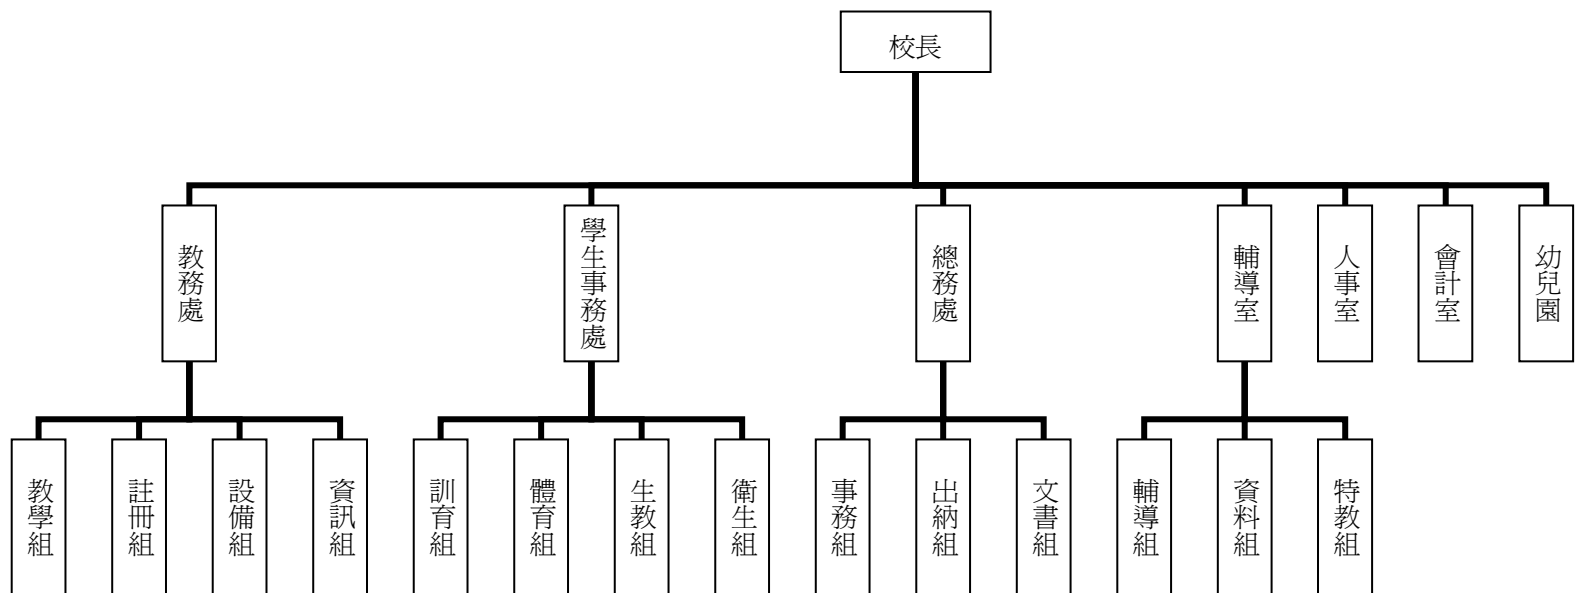 校長
教務處
學生事務處
總務處
輔導室
人事室
會計室
幼兒園
教學組
註冊組
設備組
資訊組
訓育組
體育組
生教組
衛生組
事務組
出納組
文書組
輔導組
資料組
特教組